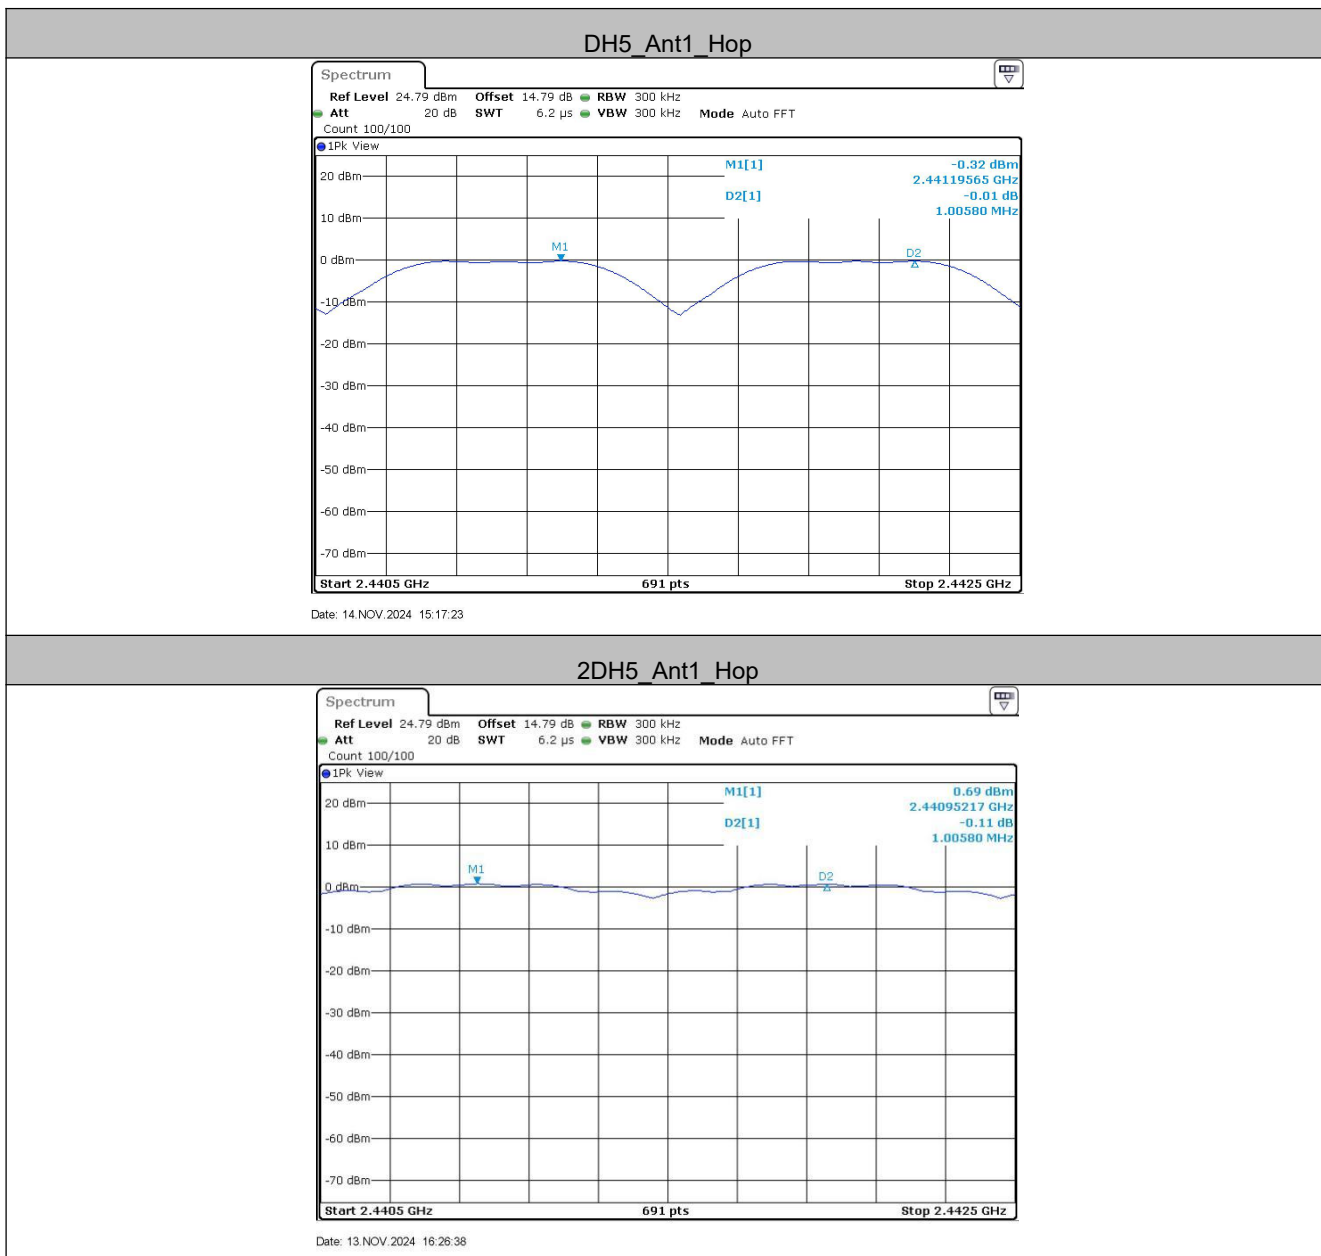 DH5_Ant1_Hop
Spectrum
Ref Level 24.79 dBm Offset 14.79 dB RBW 300 kHz
Att 20 dB SWT 6.2 µs VBW 300 kHz Mode Auto FFT
Count 100/100
1Pk View
M1[1] -0.32 dBm
2.44119565 GHz
D2[1] -0.01 dB
1.00580 MHz
20 dBm
10 dBm
M1
D2
0 dBm
-10 dBm
-20 dBm
-30 dBm
-40 dBm
-50 dBm
-60 dBm
-70 dBm
Start 2.4405 GHz 691 pts Stop 2.4425 GHz
Date: 14.NOV.2024 15:17:23
2DH5_Ant1_Hop
Spectrum
Ref Level 24.79 dBm Offset 14.79 dB RBW 300 kHz
Att 20 dB SWT 6.2 µs VBW 300 kHz Mode Auto FFT
Count 100/100
1Pk View
M1[1] 0.69 dBm
2.44095217 GHz
D2[1] -0.11 dB
1.00580 MHz
20 dBm
10 dBm
M1
D2
0 dBm
-10 dBm
-20 dBm
-30 dBm
-40 dBm
-50 dBm
-60 dBm
-70 dBm
Start 2.4405 GHz 691 pts Stop 2.4425 GHz
Date: 13.NOV.2024 16:26:38